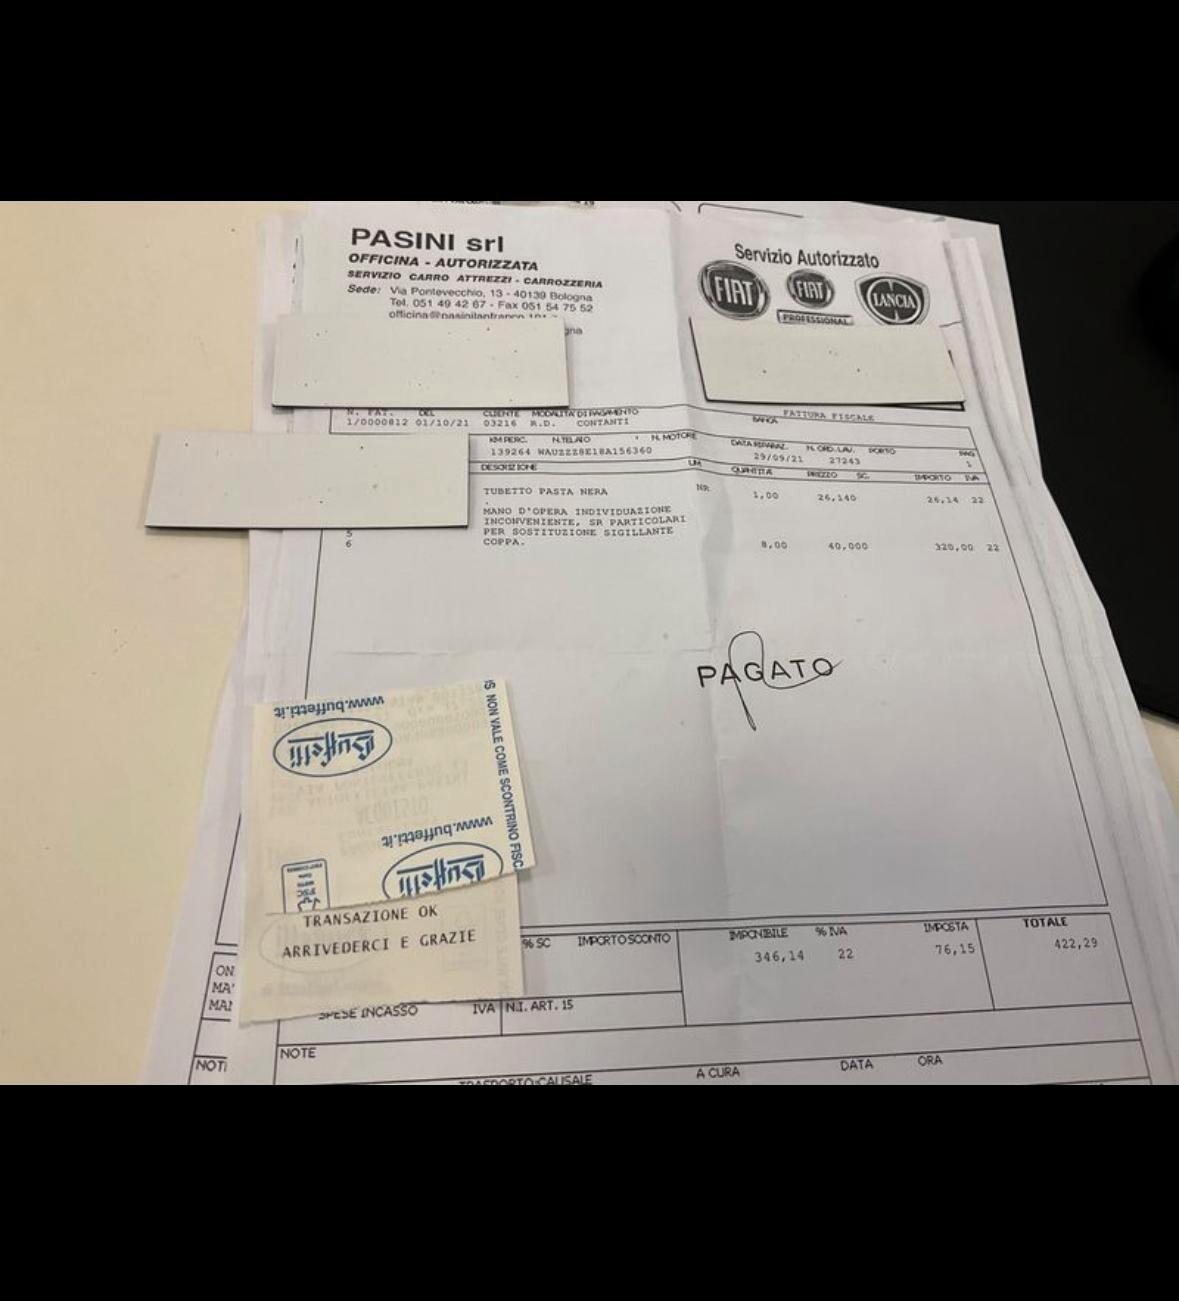 PASINI srl
OFFICINA - AUTORIZZATA
SERVIZIO CARRO ATTREZZI - CARROZZERIA
Sede: Via Pontevecchio, 13 - 40139 Bologna
Tel. 051 49 42 67 - Fax 051 54 75 52
Servizio Autorizzato
FIAT FIAT LANCIA
PROFESSIONAL
N. FAT. DEL CLIENTE MODALITA' DI PAGAMENTO BANCA FATTURA FISCALE
1/0000812 01/10/21 03216 R.D. CONTANTI
KM PERC. N.TELAIO N. MOTORE DATA RIPARAZ. N. ORD. LAV. PORTO PAG
139264 WAUZZZ8E18A156360 29/09/21 27243 1
DESCRIZIONE UM QUANTITA' PREZZO SC. IMPORTO IVA
TUBETTO PASTA NERA NR. 1,00 26,140 26,14 22
MANO D'OPERA INDIVIDUAZIONE
INCONVENIENTE, SR PARTICOLARI
5 PER SOSTITUZIONE SIGILLANTE
6 COPPA. 8,00 40,000 320,00 22
PAGATO
www.buffetti.it
Buffetti
NON VALE COME SCONTRINO FISC
www.buffetti.it
Buffetti
FSC
TRANSAZIONE OK
ARRIVEDERCI E GRAZIE
% SC IMPORTO SCONTO IMPONIBILE % IVA IMPOSTA TOTALE
346,14 22 76,15 422,29
SPESE INCASSO IVA N.I. ART. 15
NOTE
A CURA DATA ORA